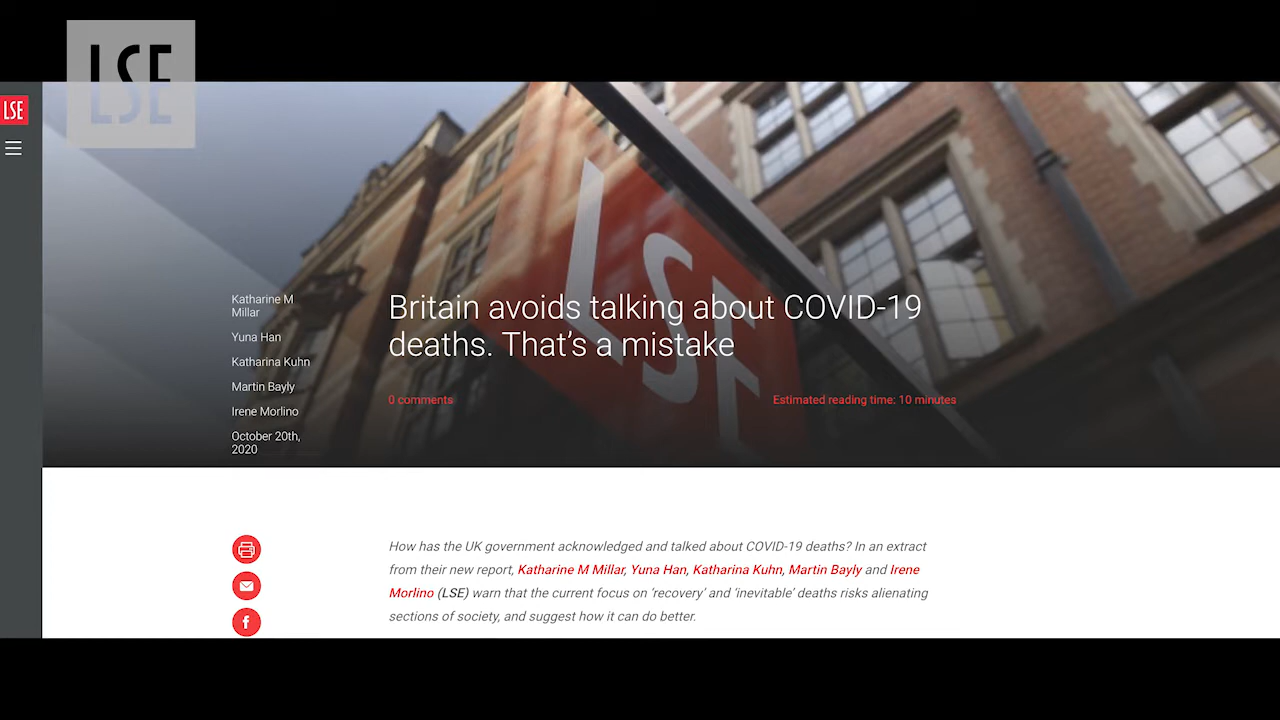 LSE
LSE
LSE
Katharine M
Millar
Yuna Han
Katharina Kuhn
Martin Bayly
Irene Morlino
October 20th,
2020
Britain avoids talking about COVID-19
deaths. That’s a mistake
0 comments
Estimated reading time: 10 minutes
How has the UK government acknowledged and talked about COVID-19 deaths? In an extract
from their new report, Katharine M Millar, Yuna Han, Katharina Kuhn, Martin Bayly and Irene
Morlino (LSE) warn that the current focus on ‘recovery’ and ‘inevitable’ deaths risks alienating
sections of society, and suggest how it can do better.